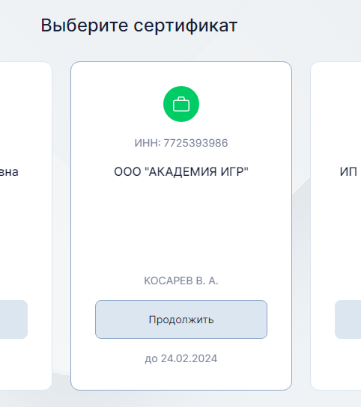 Выберите сертификат
ИНН: 7725393986
вна
ООО "АКАДЕМИЯ ИГР"
ИП
КОСАРЕВ В. А.
Продолжить
до 24.02.2024